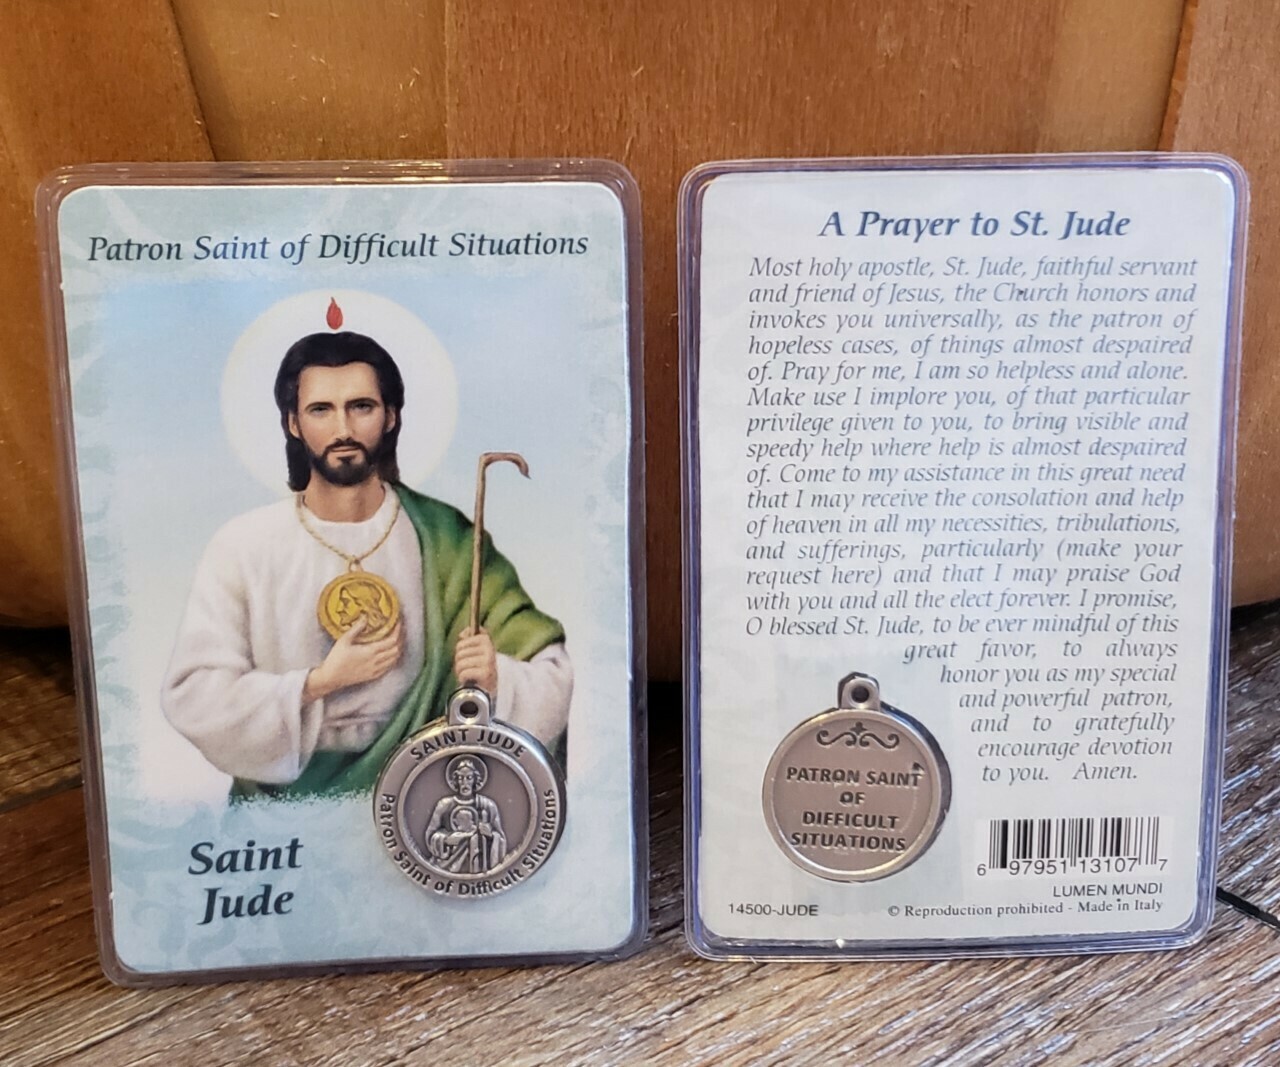 Patron Saint of Difficult Situations
SAINT JUDE
Patron Saint of Difficult Situations
Saint
Jude
A Prayer to St. Jude
Most holy apostle, St. Jude, faithful servant
and friend of Jesus, the Church honors and
invokes you universally, as the patron of
hopeless cases, of things almost despaired
of. Pray for me, I am so helpless and alone.
Make use I implore you, of that particular
privilege given to you, to bring visible and
speedy help where help is almost despaired
of. Come to my assistance in this great need
that I may receive the consolation and help
of heaven in all my necessities, tribulations,
and sufferings, particularly (make your
request here) and that I may praise God
with you and all the elect forever. I promise,
O blessed St. Jude, to be ever mindful of this
great favor, to always
honor you as my special
and powerful patron,
and to gratefully
encourage devotion
to you. Amen.
PATRON SAINT
OF
DIFFICULT
SITUATIONS
6 97951 13107 7
LUMEN MUNDI
14500-JUDE
© Reproduction prohibited - Made in Italy